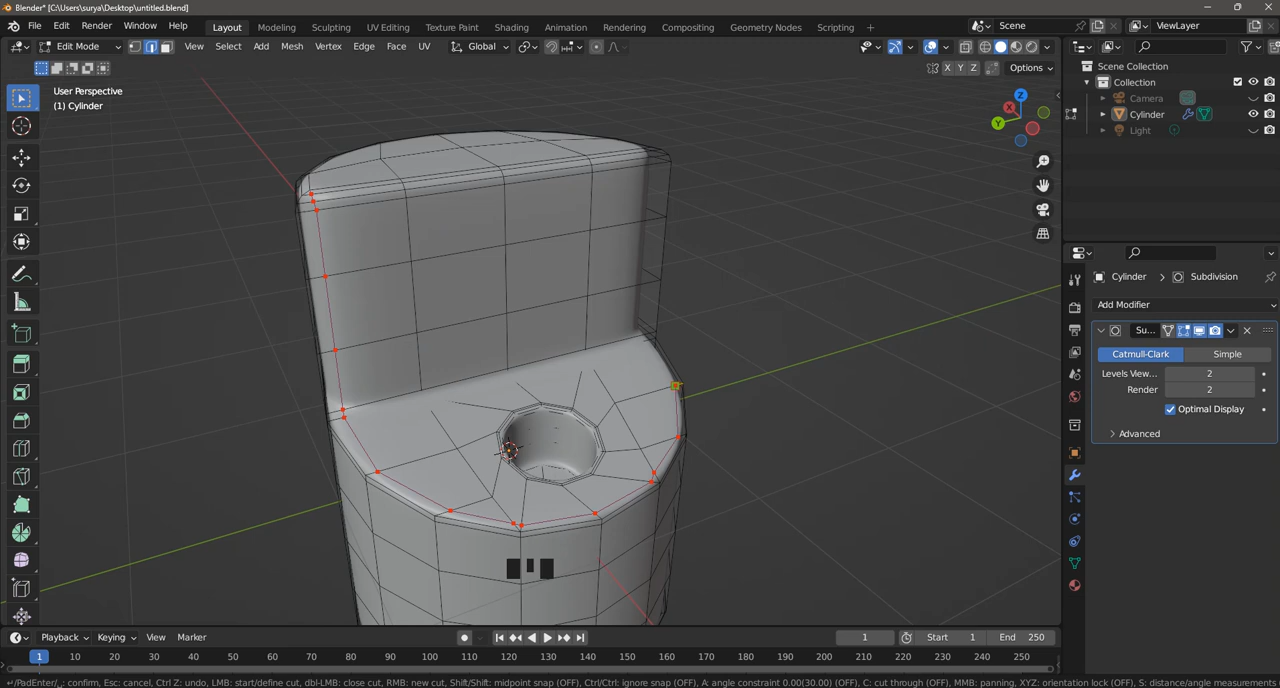 Blender* [C:\Users\surya\Desktop\untitled.blend]
File Edit Render Window Help Layout Modeling Sculpting UV Editing Texture Paint Shading Animation Rendering Compositing Geometry Nodes Scripting + Scene ViewLayer
Edit Mode View Select Add Mesh Vertex Edge Face UV Global
X Y Z Options
User Perspective
(1) Cylinder
Z
X
Y
Scene Collection
Collection
Camera
Cylinder
Light
Cylinder > Subdivision
Add Modifier
Su...
Catmull-Clark Simple
Levels View... 2
Render 2
Optimal Display
Advanced
Playback Keying View Marker 1 Start 1 End 250
1 10 20 30 40 50 60 70 80 90 100 110 120 130 140 150 160 170 180 190 200 210 220 230 240 250
↵/PadEnter/␣: confirm, Esc: cancel, Ctrl Z: undo, LMB: start/define cut, dbl-LMB: close cut, RMB: new cut, Shift/Shift: midpoint snap (OFF), Ctrl/Ctrl: ignore snap (OFF), A: angle constraint 0.00(30.00) (OFF), C: cut through (OFF), MMB: panning, XYZ: orientation lock (OFF), S: distance/angle measurements